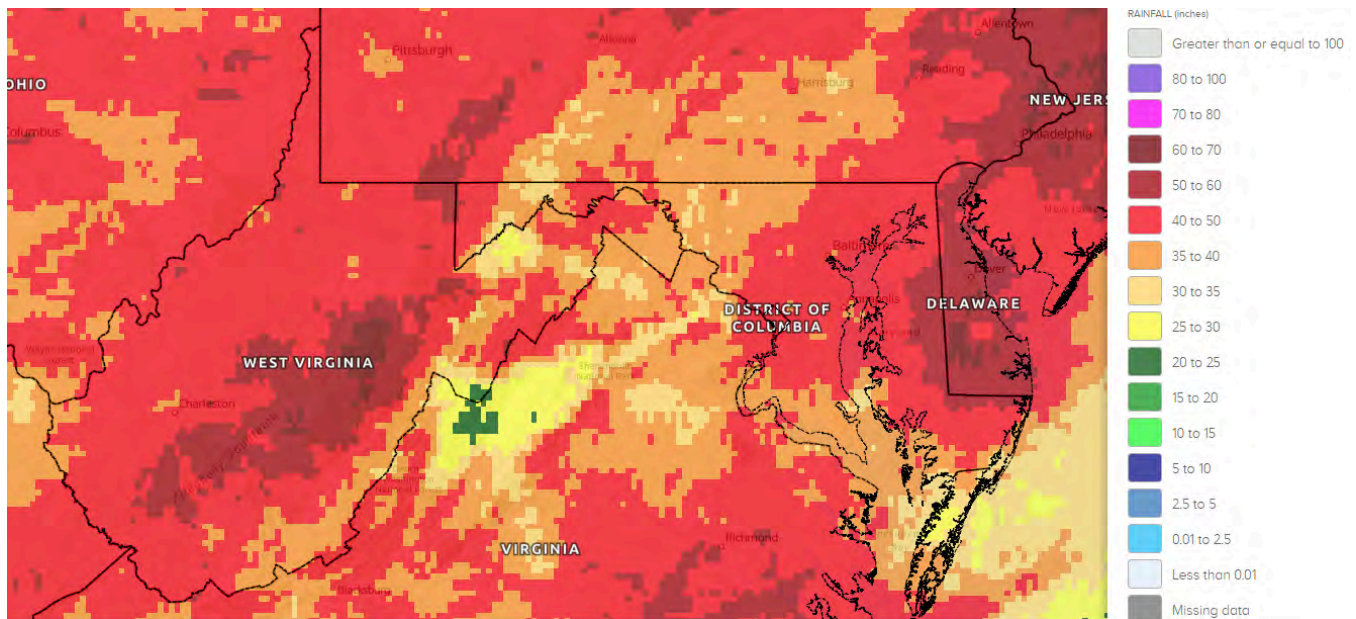 RAINFALL (inches)
Greater than or equal to 100
80 to 100
70 to 80
60 to 70
50 to 60
40 to 50
35 to 40
30 to 35
25 to 30
20 to 25
15 to 20
10 to 15
5 to 10
2.5 to 5
0.01 to 2.5
Less than 0.01
Missing data
Allentown
Pittsburgh
Altoona
Reading
OHIO
Harrisburg
NEW JER
Columbus
Philadelphia
Dover
DELAWARE
DISTRICT OF
COLUMBIA
WEST VIRGINIA
Charleston
VIRGINIA
Richmond
Blacksburg